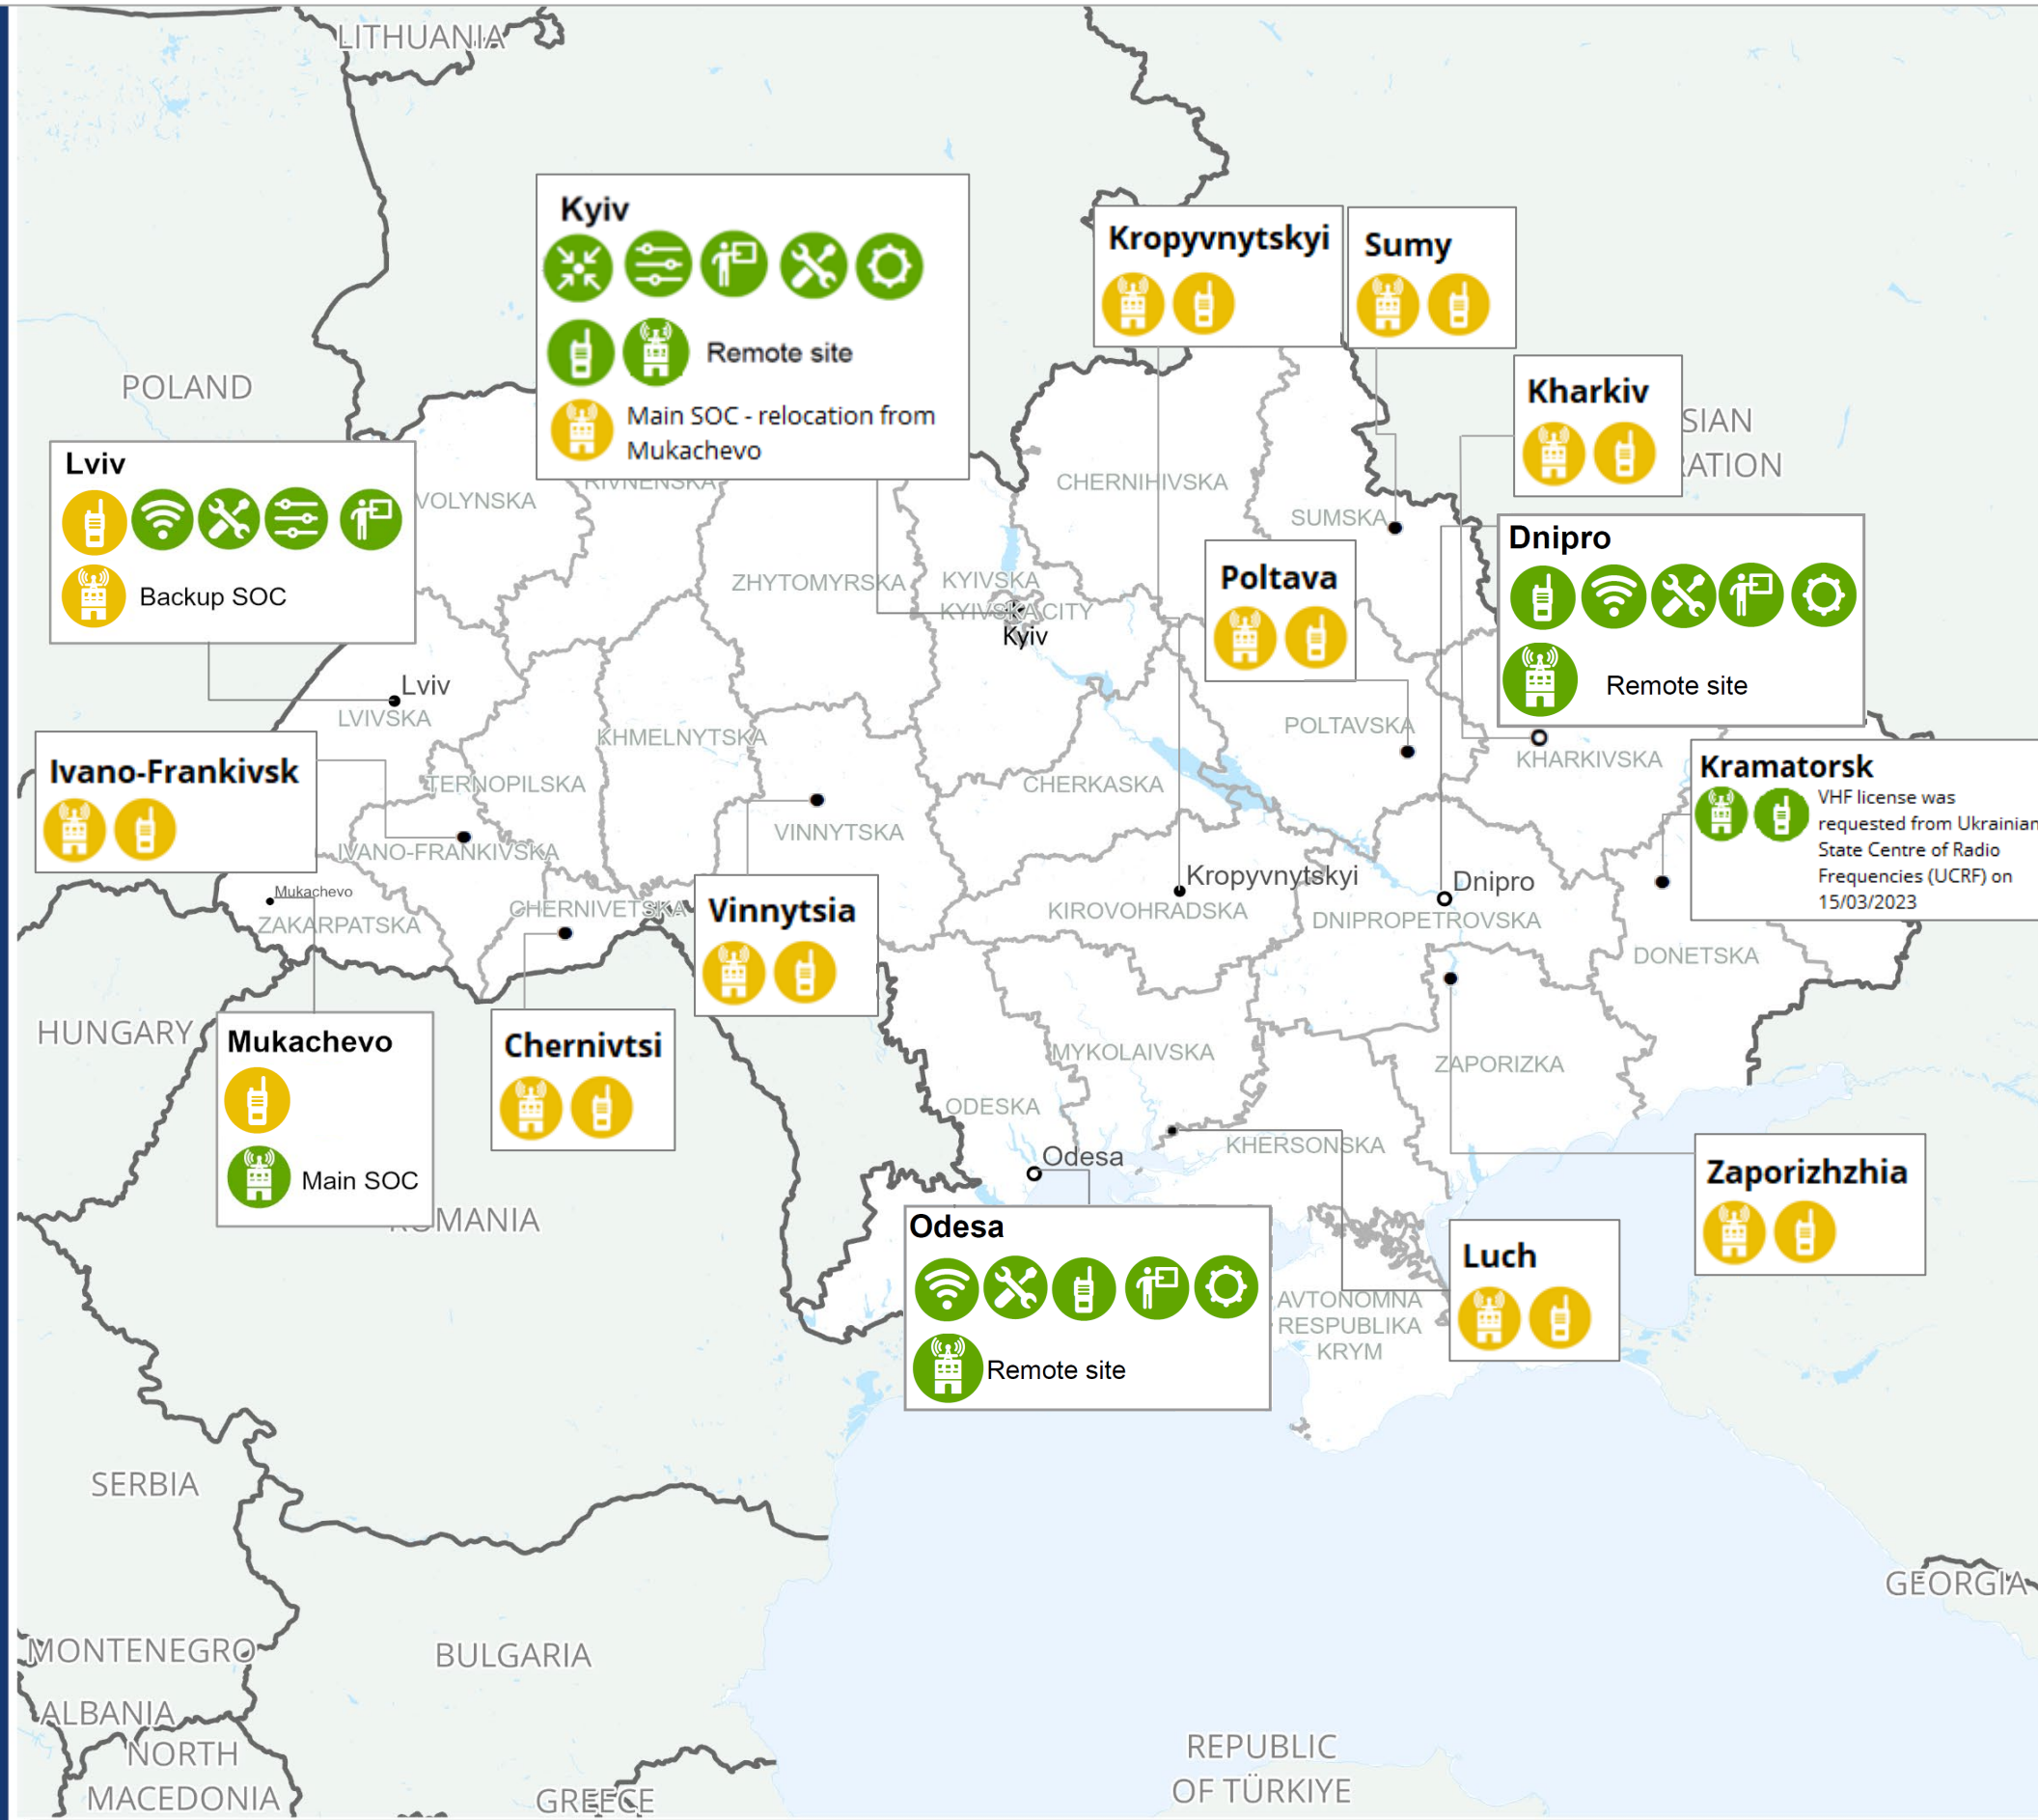 LITHUANIA
Kyiv
Remote site
Main SOC - relocation from
Mukachevo
Kropyvnytskyi
Sumy
Kharkiv
SIAN
RATION
POLAND
Lviv
Backup SOC
VOLYNSKA
RIVNENSKA
CHERNIHIVSKA
SUMSKA
Dnipro
Remote site
Poltava
ZHYTOMYRSKA
KYIVSKA
KYIVSKA CITY
Kyiv
Lviv
LVIVSKA
KHMELNYTSKA
POLTAVSKA
KHARKIVSKA
Ivano-Frankivsk
TERNOPILSKA
CHERKASKA
Kramatorsk
VHF license was
requested from Ukrainian
State Centre of Radio
Frequencies (UCRF) on
15/03/2023
VINNYTSKA
IVANO-FRANKIVSKA
Mukachevo
ZAKARPATSKA
CHERNIVETSKA
Vinnytsia
Kropyvnytskyi
KIROVOHRADSKA
Dnipro
DNIPROPETROVSKA
DONETSKA
HUNGARY
Mukachevo
Main SOC
Chernivtsi
MYKOLAIVSKA
ZAPORIZKA
ODESKA
KHERSONSKA
Odesa
Zaporizhzhia
ROMANIA
Odesa
Remote site
Luch
AVTONOMNA
RESPUBLIKA
KRYM
SERBIA
GEORGIA
MONTENEGRO
BULGARIA
ALBANIA
NORTH
MACEDONIA
GREECE
REPUBLIC
OF TÜRKIYE